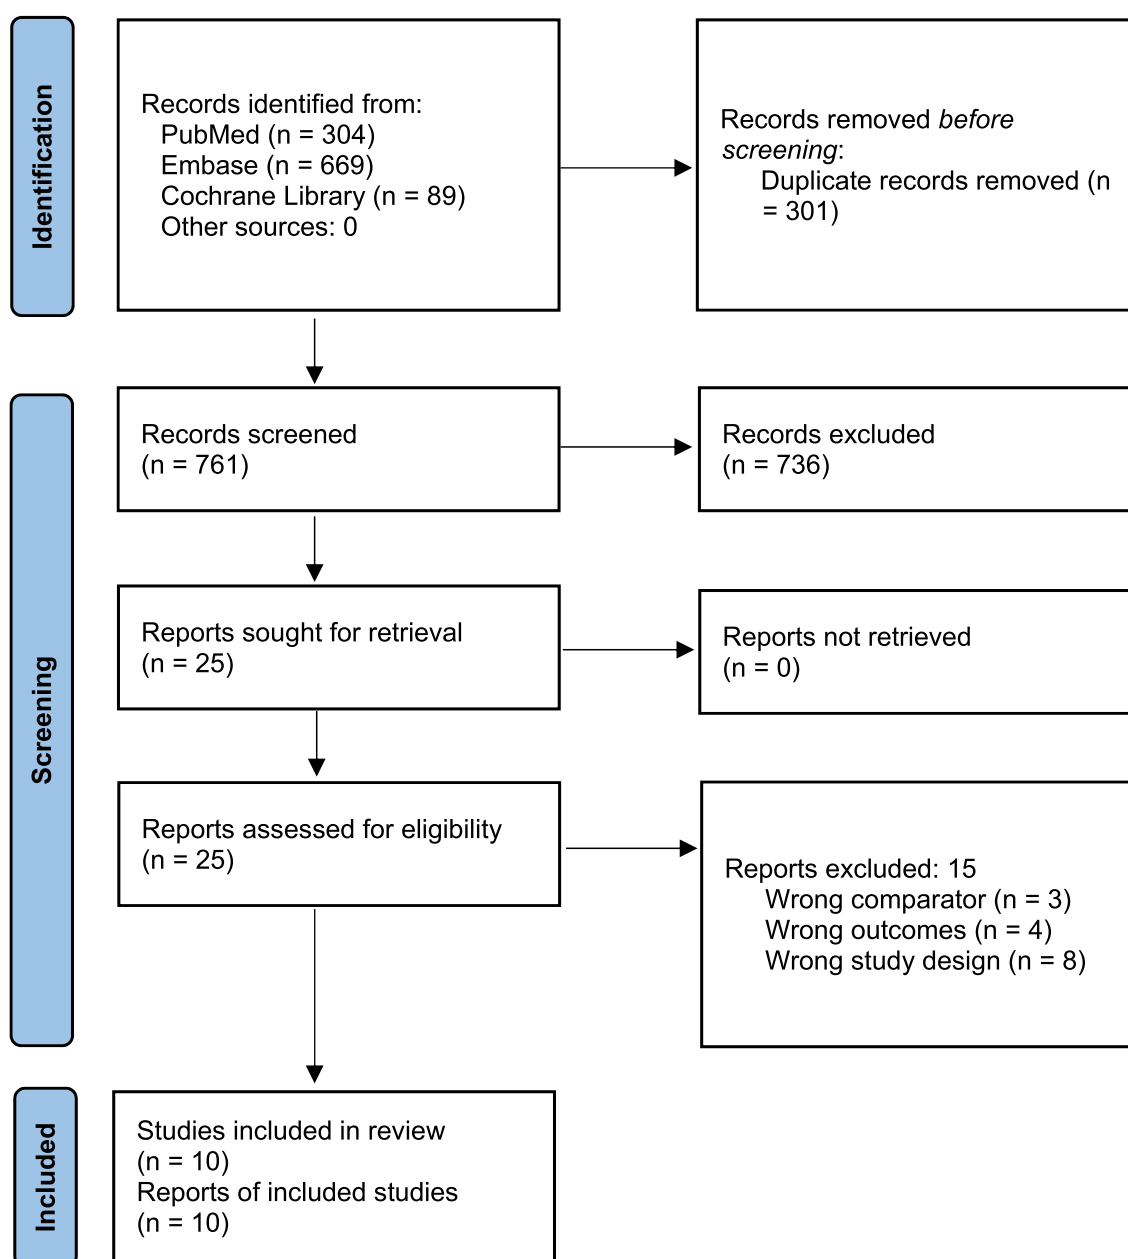 Identification
Records identified from:
PubMed (n = 304)
Embase (n = 669)
Cochrane Library (n = 89)
Other sources: 0
Records removed before
screening:
Duplicate records removed (n
= 301)
Screening
Records screened
(n = 761)
Records excluded
(n = 736)
Reports sought for retrieval
(n = 25)
Reports not retrieved
(n = 0)
Reports assessed for eligibility
(n = 25)
Reports excluded: 15
Wrong comparator (n = 3)
Wrong outcomes (n = 4)
Wrong study design (n = 8)
Included
Studies included in review
(n = 10)
Reports of included studies
(n = 10)